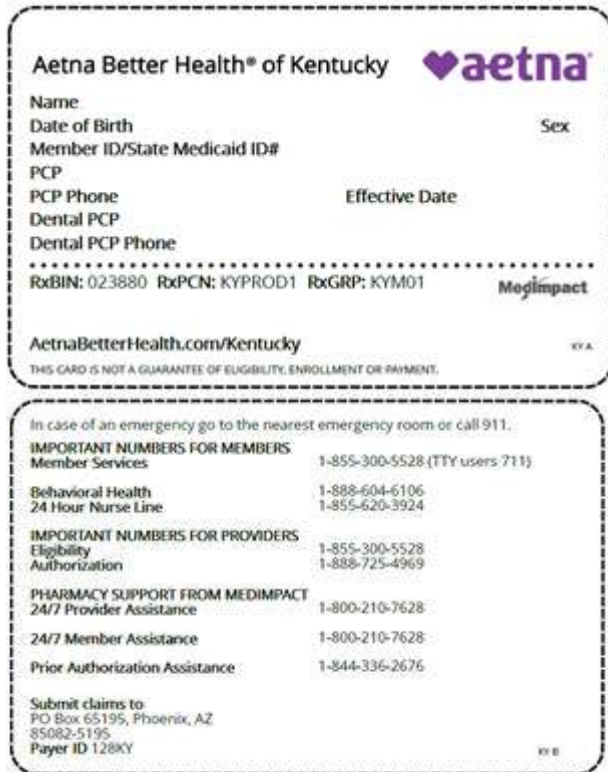 Aetna Better Health® of Kentucky aetna
Name
Date of Birth Sex
Member ID/State Medicaid ID#
PCP
PCP Phone Effective Date
Dental PCP
Dental PCP Phone
RxBIN: 023880 RxPCN: KYPROD1 RxGRP: KYM01 MedImpact
AetnaBetterHealth.com/Kentucky KY A
THIS CARD IS NOT A GUARANTEE OF ELIGIBILITY, ENROLLMENT OR PAYMENT.
In case of an emergency go to the nearest emergency room or call 911.
IMPORTANT NUMBERS FOR MEMBERS
Member Services 1-855-300-5528 (TTY users 711)
Behavioral Health 1-888-604-6106
24 Hour Nurse Line 1-855-620-3924
IMPORTANT NUMBERS FOR PROVIDERS
Eligibility 1-855-300-5528
Authorization 1-888-725-4969
PHARMACY SUPPORT FROM MEDIMPACT
24/7 Provider Assistance 1-800-210-7628
24/7 Member Assistance 1-800-210-7628
Prior Authorization Assistance 1-844-336-2676
Submit claims to
PO Box 65195, Phoenix, AZ
85082-5195
Payer ID 128KY KY B